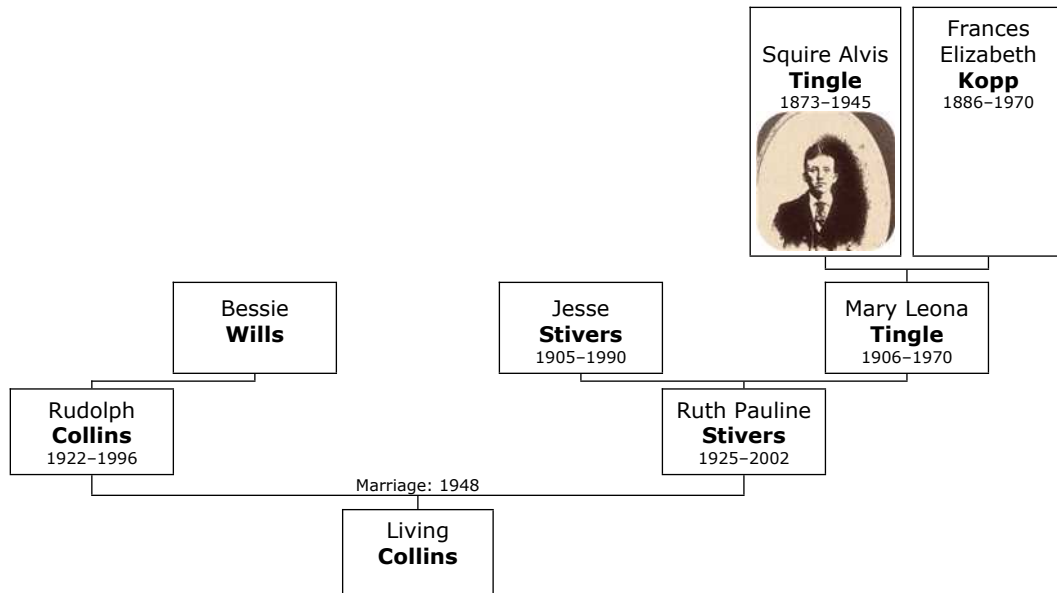 Squire Alvis
Tingle
1873–1945
Frances
Elizabeth
Kopp
1886–1970
Bessie
Wills
Jesse
Stivers
1905–1990
Mary Leona
Tingle
1906–1970
Rudolph
Collins
1922–1996
Ruth Pauline
Stivers
1925–2002
Marriage: 1948
Living
Collins